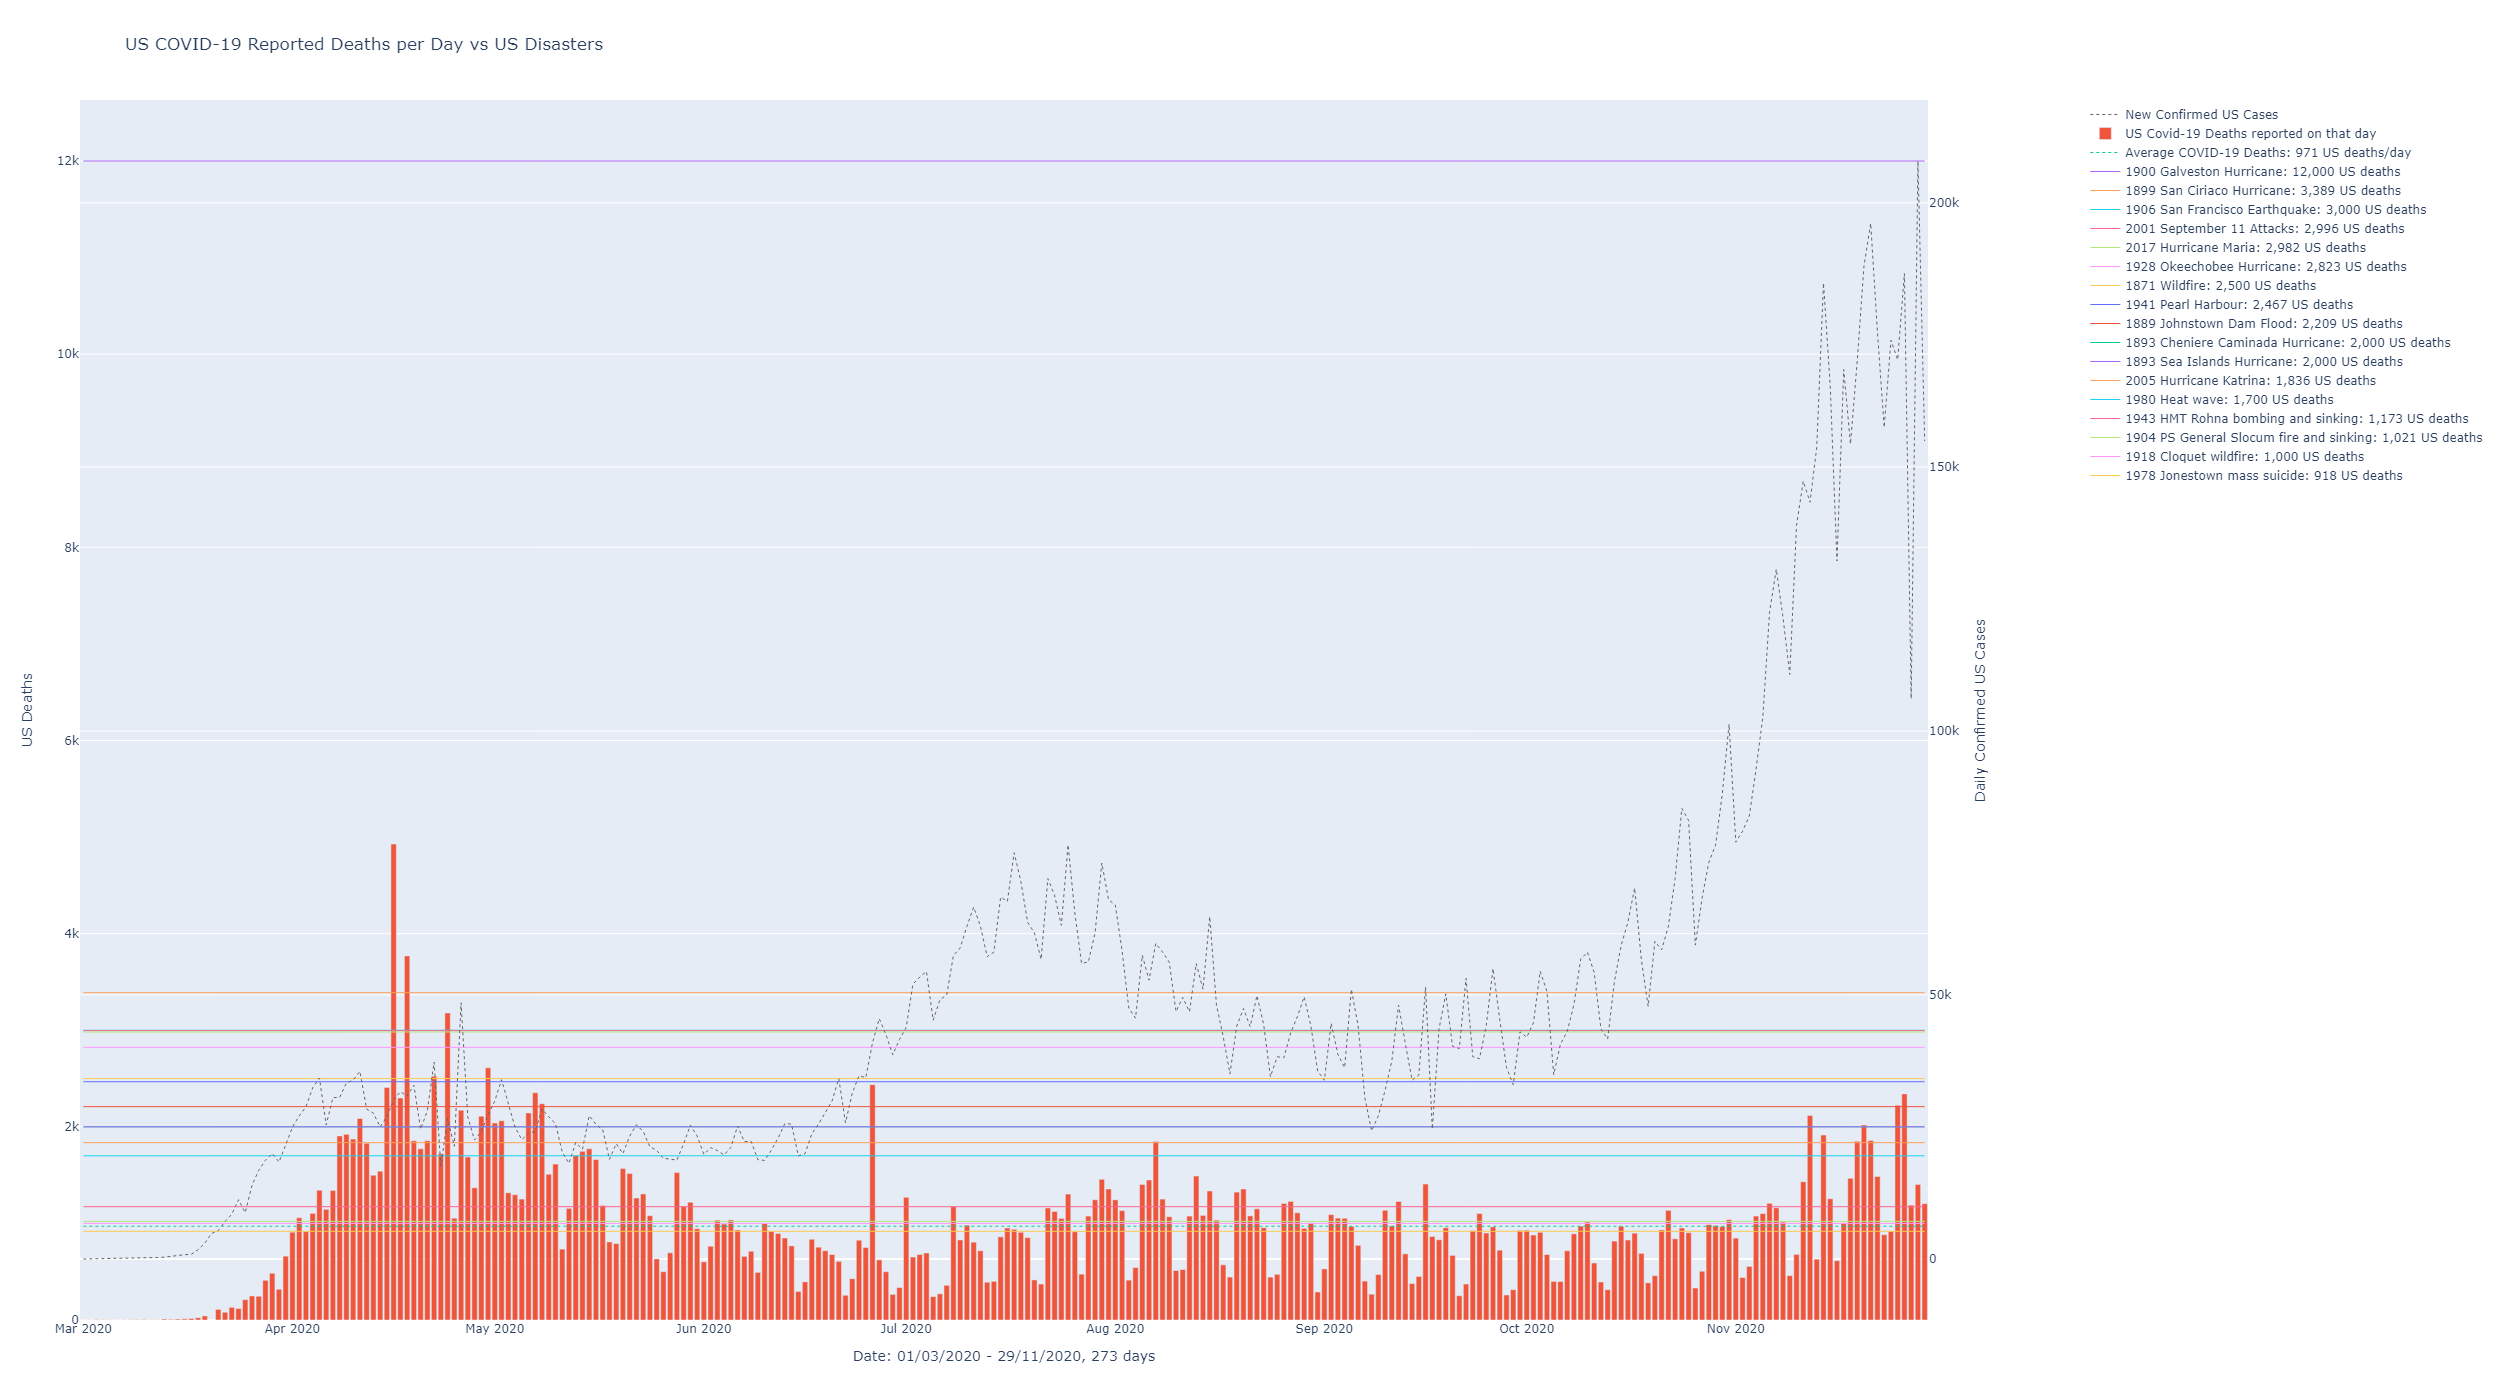 US COVID-19 Reported Deaths per Day vs US Disasters
12k
10k
8k
6k
4k
2k
0
US Deaths
200k
150k
100k
50k
0
Daily Confirmed US Cases
Mar 2020
Apr 2020
May 2020
Jun 2020
Jul 2020
Aug 2020
Sep 2020
Oct 2020
Nov 2020
Date: 01/03/2020 - 29/11/2020, 273 days
New Confirmed US Cases
US Covid-19 Deaths reported on that day
Average COVID-19 Deaths: 971 US deaths/day
1900 Galveston Hurricane: 12,000 US deaths
1899 San Ciriaco Hurricane: 3,389 US deaths
1906 San Francisco Earthquake: 3,000 US deaths
2001 September 11 Attacks: 2,996 US deaths
2017 Hurricane Maria: 2,982 US deaths
1928 Okeechobee Hurricane: 2,823 US deaths
1871 Wildfire: 2,500 US deaths
1941 Pearl Harbour: 2,467 US deaths
1889 Johnstown Dam Flood: 2,209 US deaths
1893 Cheniere Caminada Hurricane: 2,000 US deaths
1893 Sea Islands Hurricane: 2,000 US deaths
2005 Hurricane Katrina: 1,836 US deaths
1980 Heat wave: 1,700 US deaths
1943 HMT Rohna bombing and sinking: 1,173 US deaths
1904 PS General Slocum fire and sinking: 1,021 US deaths
1918 Cloquet wildfire: 1,000 US deaths
1978 Jonestown mass suicide: 918 US deaths